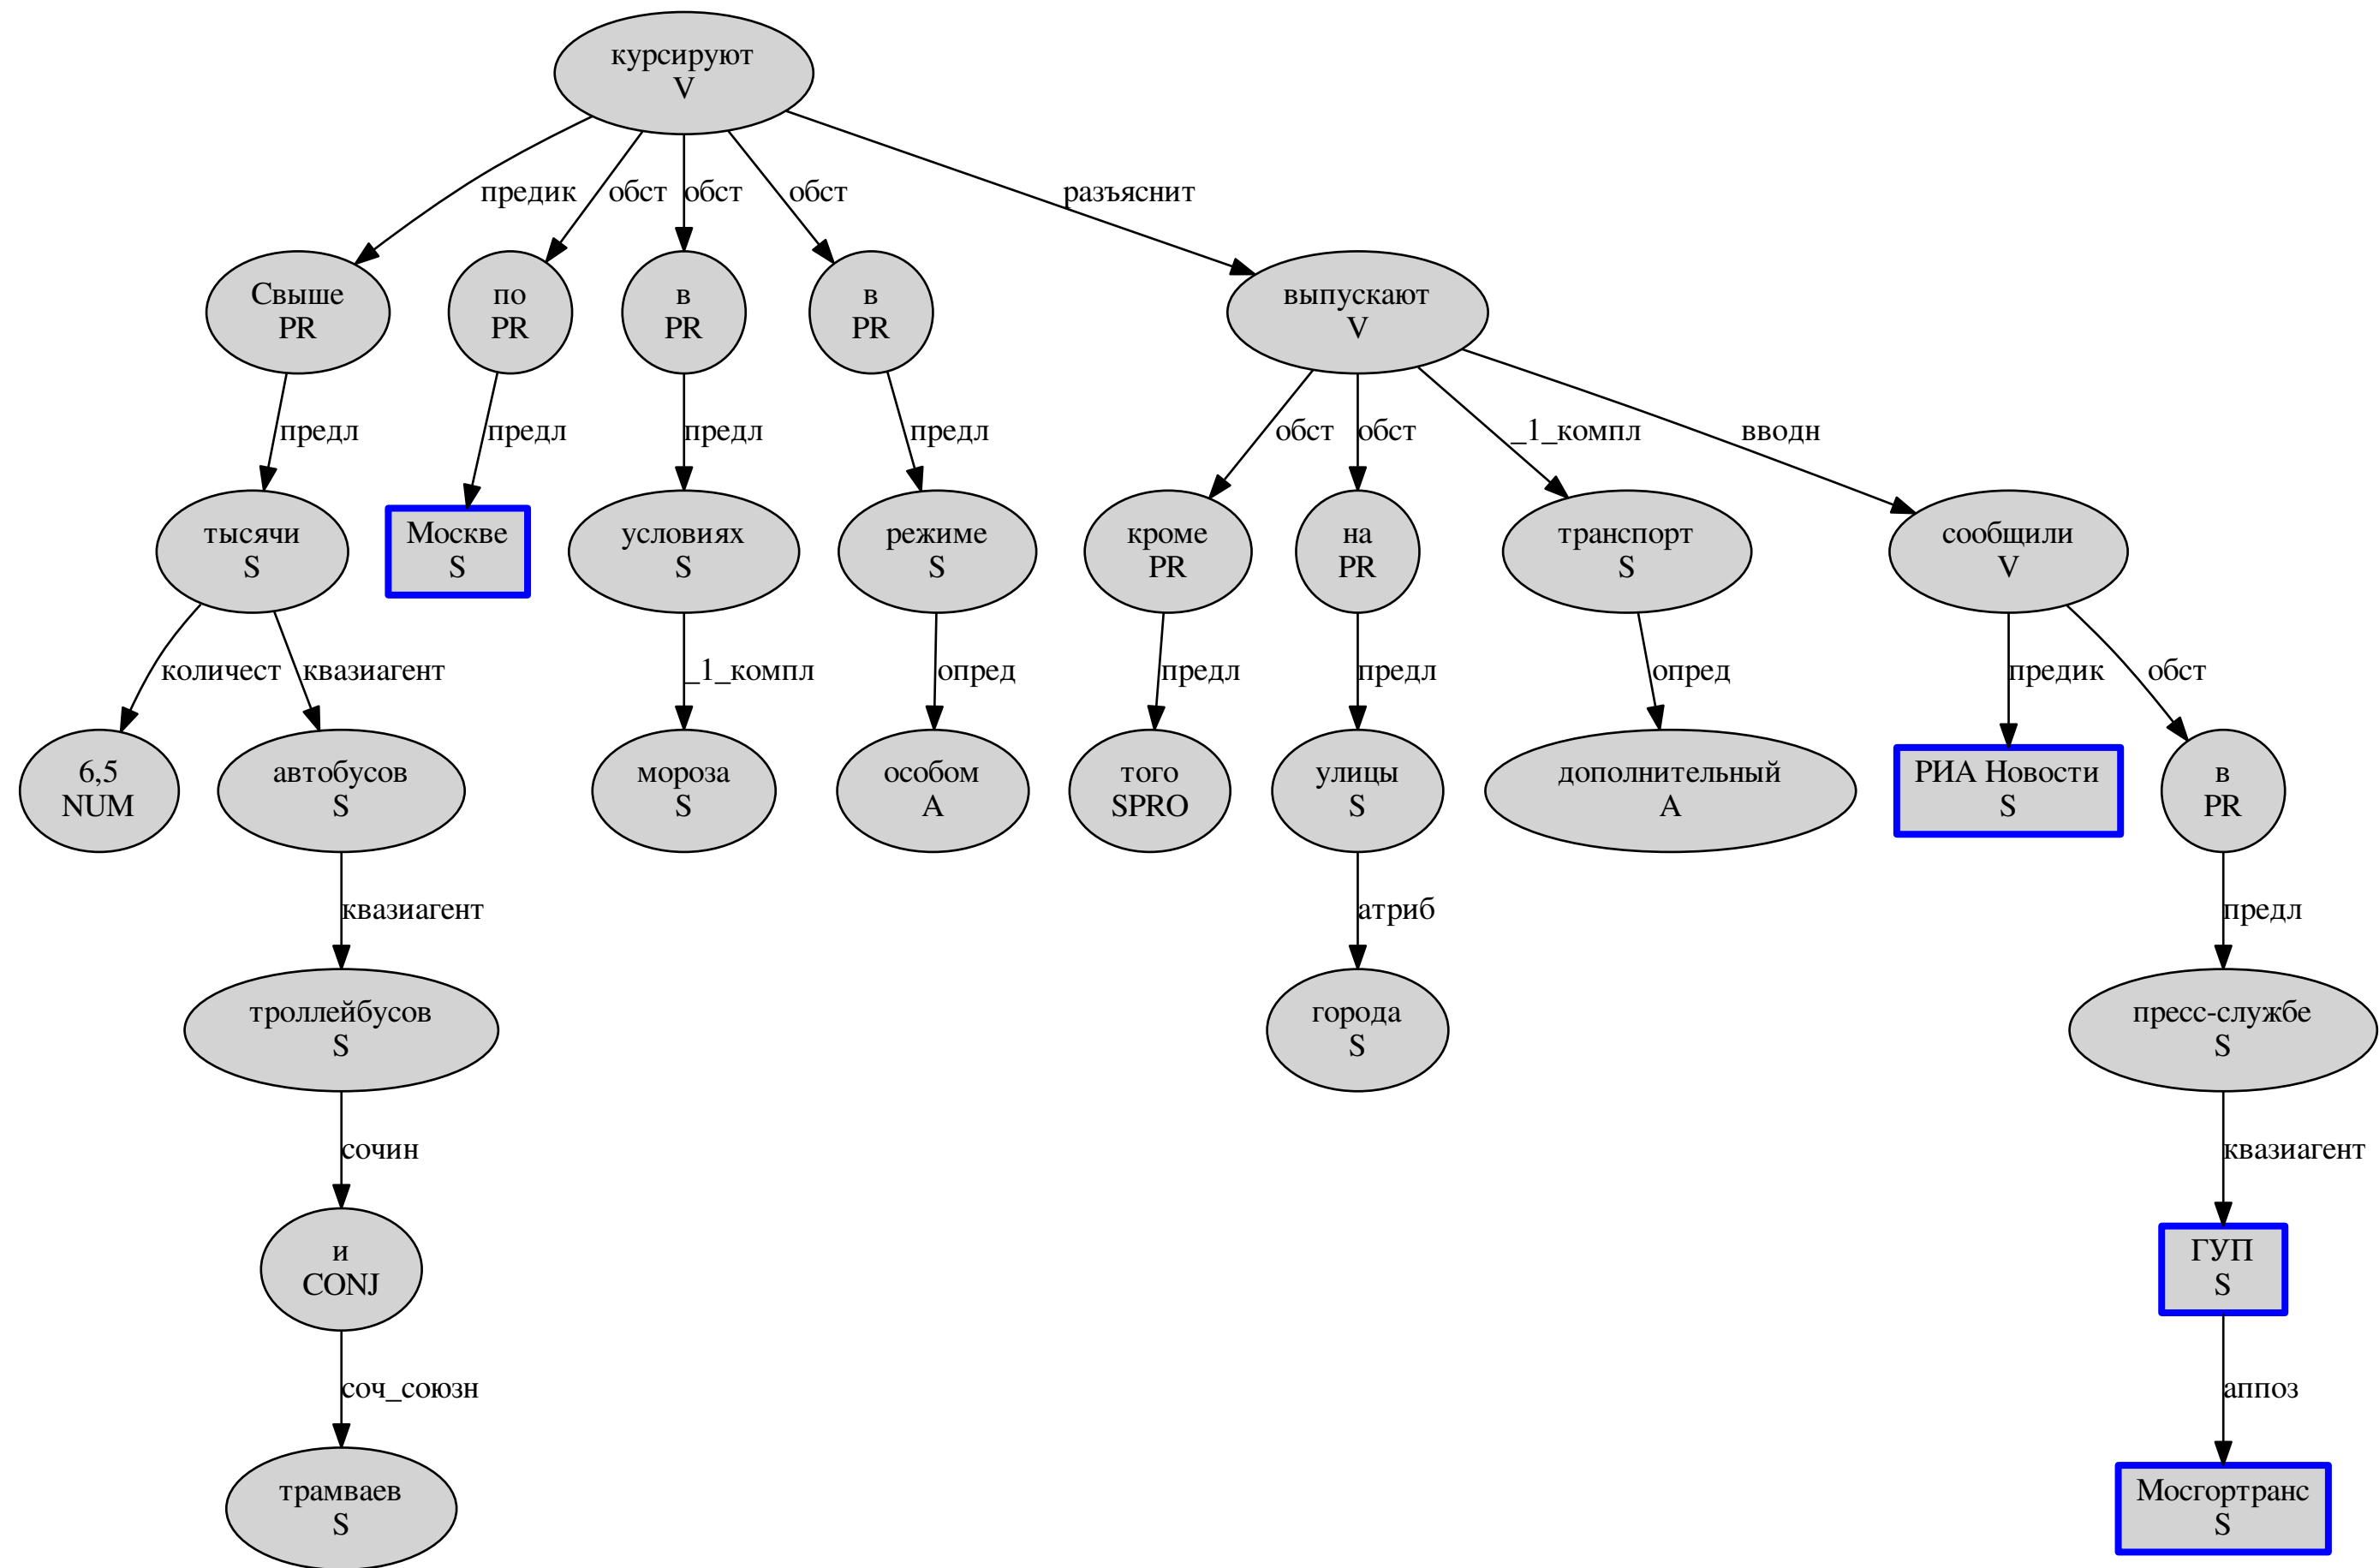 курсируют
V
предик
обст
обст
обст
разъяснит
Свыше
PR
по
PR
в
PR
в
PR
выпускают
V
предл
предл
предл
предл
обст
обст
_1_компл
вводн
тысячи
S
Москве
S
условиях
S
режиме
S
кроме
PR
на
PR
транспорт
S
сообщили
V
количест
квазиагент
_1_компл
опред
предл
предл
опред
предик
обст
6,5
NUM
автобусов
S
мороза
S
особом
A
того
SPRO
улицы
S
дополнительный
A
РИА Новости
S
в
PR
квазиагент
атриб
предл
троллейбусов
S
города
S
пресс-службе
S
сочин
квазиагент
и
CONJ
ГУП
S
соч_союзн
аппоз
трамваев
S
Мосгортранс
S